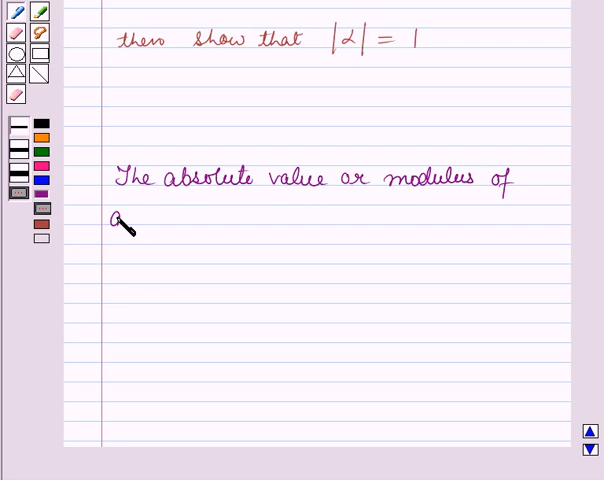 then show that |α| = 1
The absolute value or modulus of
a